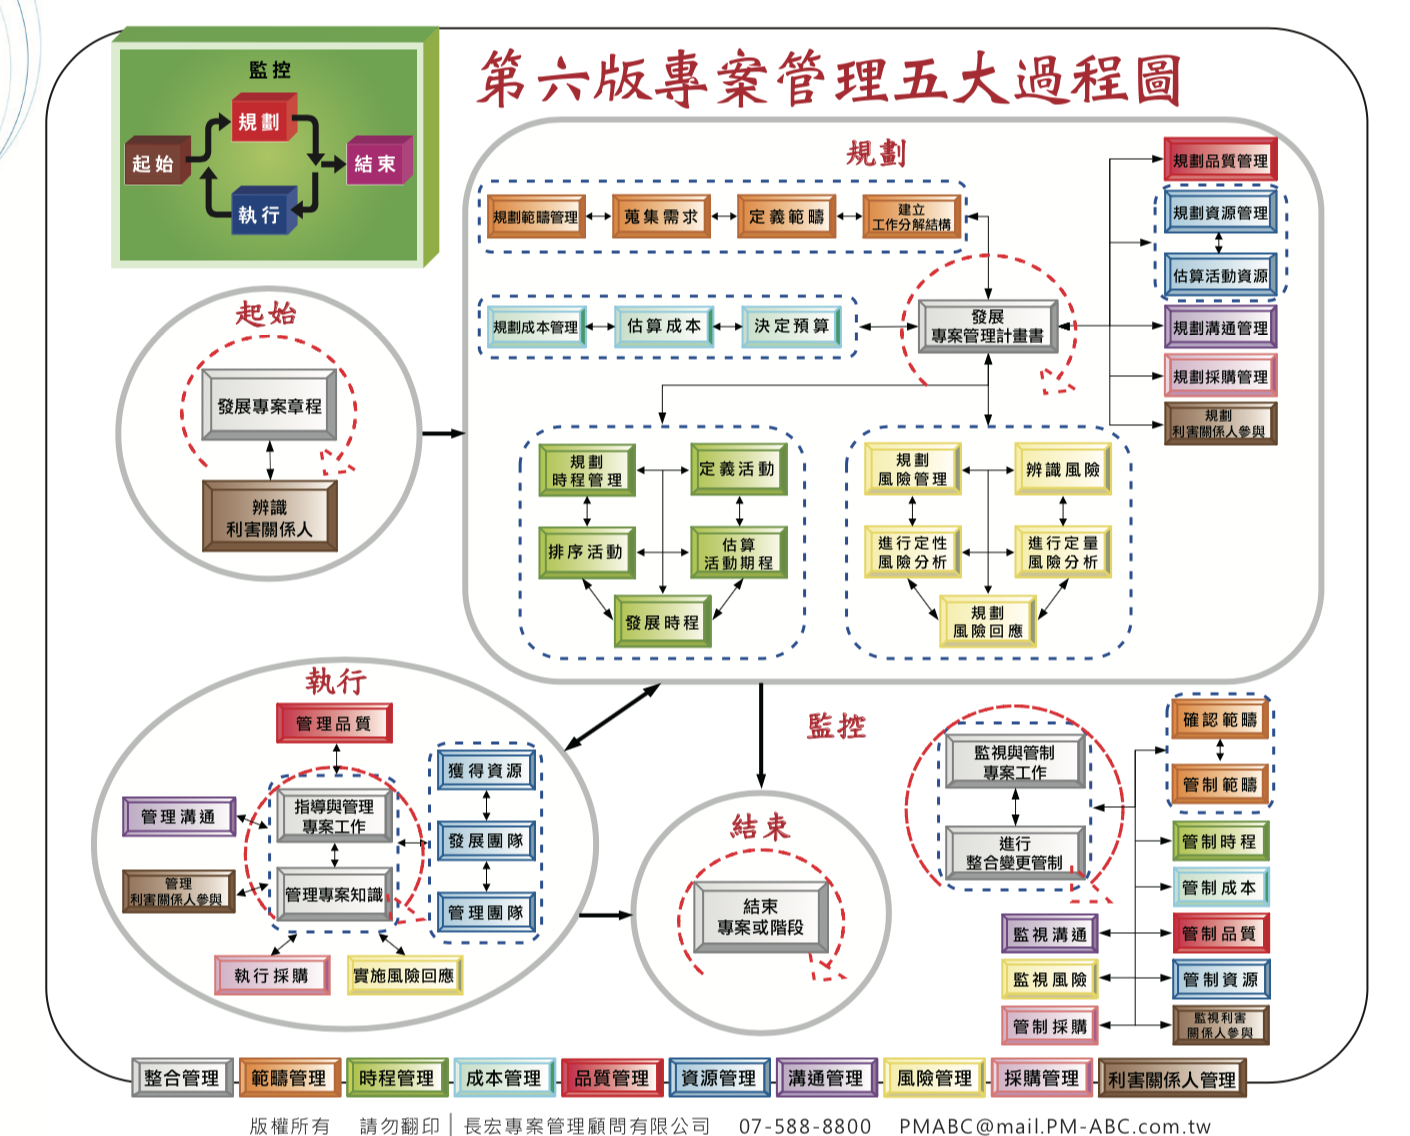 第六版專案管理五大過程圖
監控
規劃
起始
結束
執行
起始
發展專案章程
辨識
利害關係人
規劃
規劃範疇管理
蒐集需求
定義範疇
建立
工作分解結構
規劃成本管理
估算成本
決定預算
發展
專案管理計畫書
規劃品質管理
規劃資源管理
估算活動資源
規劃溝通管理
規劃採購管理
規劃
利害關係人參與
規劃
時程管理
定義活動
排序活動
估算
活動期程
發展時程
規劃
風險管理
辨識風險
進行定性
風險分析
進行定量
風險分析
規劃
風險回應
執行
管理品質
指導與管理
專案工作
管理專案知識
管理溝通
管理
利害關係人參與
執行採購
實施風險回應
獲得資源
發展團隊
管理團隊
結束
結束
專案或階段
監控
監視與管制
專案工作
進行
整合變更管制
確認範疇
管制範疇
管制時程
管制成本
管制品質
管制資源
監視利害
關係人參與
監視溝通
監視風險
管制採購
整合管理
範疇管理
時程管理
成本管理
品質管理
資源管理
溝通管理
風險管理
採購管理
利害關係人管理
版權所有 請勿翻印│長宏專案管理顧問有限公司 07-588-8800 PMABC@mail.PM-ABC.com.tw